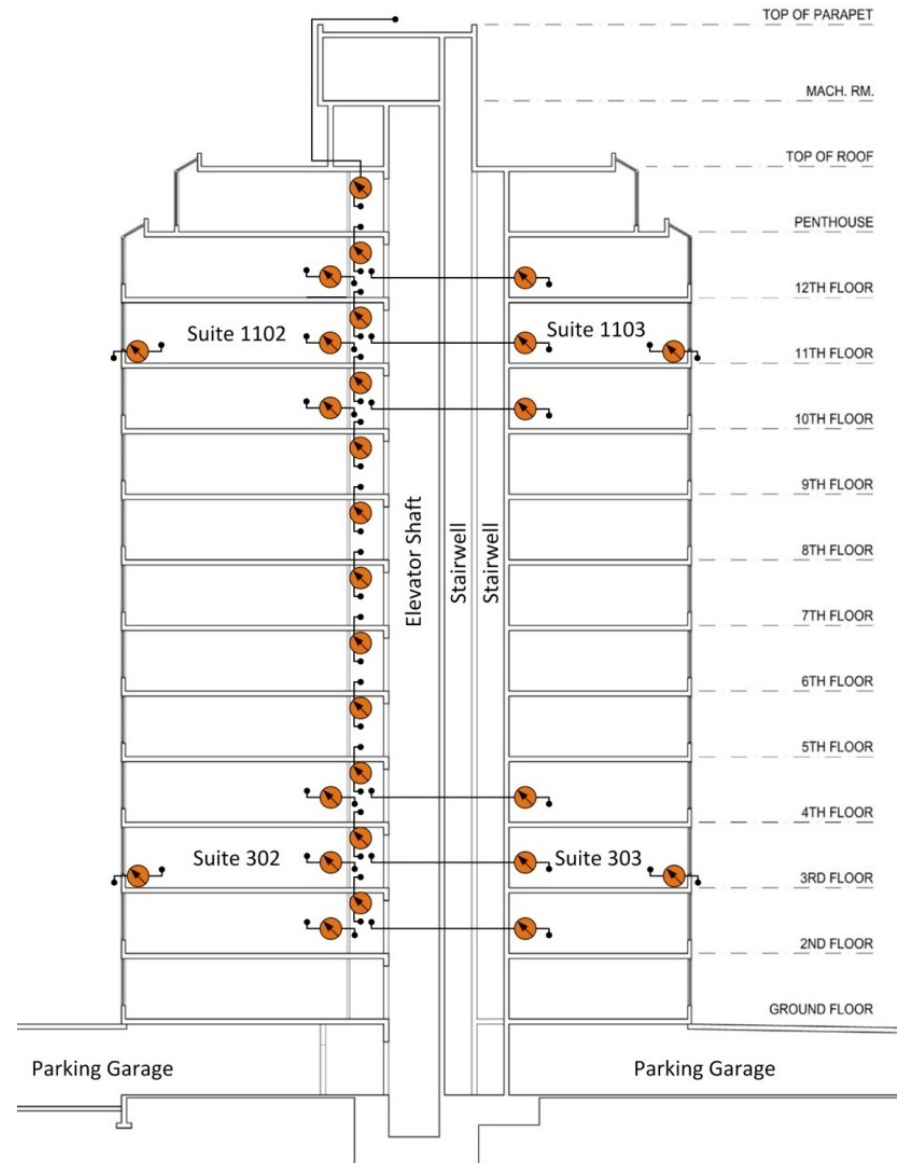 TOP OF PARAPET
MACH. RM.
TOP OF ROOF
PENTHOUSE
12TH FLOOR
Suite 1102
Suite 1103
11TH FLOOR
10TH FLOOR
9TH FLOOR
Elevator Shaft
Stairwell
Stairwell
8TH FLOOR
7TH FLOOR
6TH FLOOR
5TH FLOOR
4TH FLOOR
Suite 302
Suite 303
3RD FLOOR
2ND FLOOR
GROUND FLOOR
Parking Garage
Parking Garage